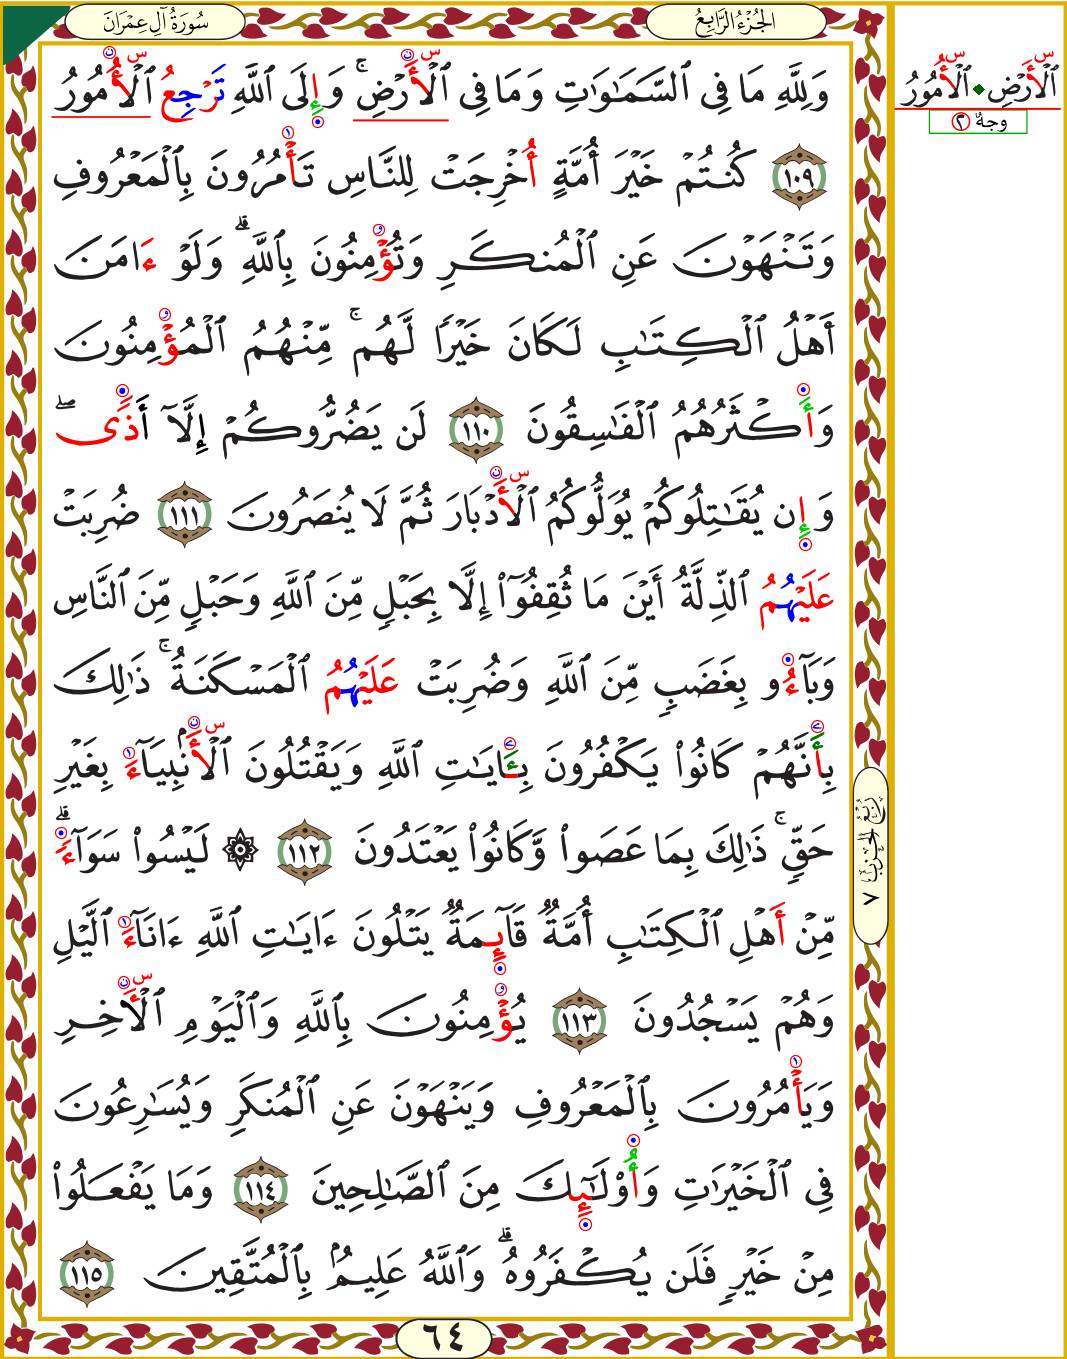 سُورَةُ آلِ عِمْرَانَ
الجُزْءُ الرَّابِعُ
وَلِلَّهِ مَا فِي ٱلسَّمَـٰوَٰتِ وَمَا فِي ٱلْأَرْضِ ۚ وَإِلَى ٱللَّهِ تَرْجِعُ ٱلْأُمُورُ
١٠٩ كُنتُمْ خَيْرَ أُمَّةٍ أُخْرِجَتْ لِلنَّاسِ تَأْمُرُونَ بِٱلْمَعْرُوفِ
وَتَنْهَوْنَ عَنِ ٱلْمُنكَرِ وَتُؤْمِنُونَ بِٱللَّهِ ۗ وَلَوْ ءَامَنَ
أَهْلُ ٱلْكِتَـٰبِ لَكَانَ خَيْرًا لَّهُم ۚ مِّنْهُمُ ٱلْمُؤْمِنُونَ
وَأَكْثَرُهُمُ ٱلْفَـٰسِقُونَ ١١٠ لَن يَضُرُّوكُمْ إِلَّآ أَذًى ۖ
وَإِن يُقَـٰتِلُوكُمْ يُوَلُّوكُمُ ٱلْأَدْبَارَ ثُمَّ لَا يُنصَرُونَ ١١١ ضُرِبَتْ
عَلَيْهُمُ ٱلذِّلَّةُ أَيْنَ مَا ثُقِفُوٓا۟ إِلَّا بِحَبْلٍ مِّنَ ٱللَّهِ وَحَبْلٍ مِّنَ ٱلنَّاسِ
وَبَآءُو بِغَضَبٍ مِّنَ ٱللَّهِ وَضُرِبَتْ عَلَيْهُمُ ٱلْمَسْكَنَةُ ۚ ذَٰلِكَ
بِأَنَّهُمْ كَانُوا۟ يَكْفُرُونَ بِـَٔايَـٰتِ ٱللَّهِ وَيَقْتُلُونَ ٱلْأَنۢبِيَآءَ بِغَيْرِ
حَقٍّ ۚ ذَٰلِكَ بِمَا عَصَوا۟ وَّكَانُوا۟ يَعْتَدُونَ ١١٢ ۞ لَيْسُوا۟ سَوَآءً ۗ
مِّنْ أَهْلِ ٱلْكِتَـٰبِ أُمَّةٌ قَآئِمَةٌ يَتْلُونَ ءَايَـٰتِ ٱللَّهِ ءَانَآءَ ٱلَّيْلِ
وَهُمْ يَسْجُدُونَ ١١٣ يُؤْمِنُونَ بِٱللَّهِ وَٱلْيَوْمِ ٱلْـَٔاخِرِ
وَيَأْمُرُونَ بِٱلْمَعْرُوفِ وَيَنْهَوْنَ عَنِ ٱلْمُنكَرِ وَيُسَـٰرِعُونَ
فِي ٱلْخَيْرَٰتِ وَأُو۟لَـٰٓئِكَ مِنَ ٱلصَّـٰلِحِينَ ١١٤ وَمَا يَفْعَلُوا۟
مِنْ خَيْرٍ فَلَن يُكْفَرُوهُ ۗ وَٱللَّهُ عَلِيمٌۢ بِٱلْمُتَّقِينَ ١١٥
٦٤
ٱلْأَرْضِ ٱلْأُمُورُ
وجهٌ ٢
رُبْعُ الحِزْبِ ٧